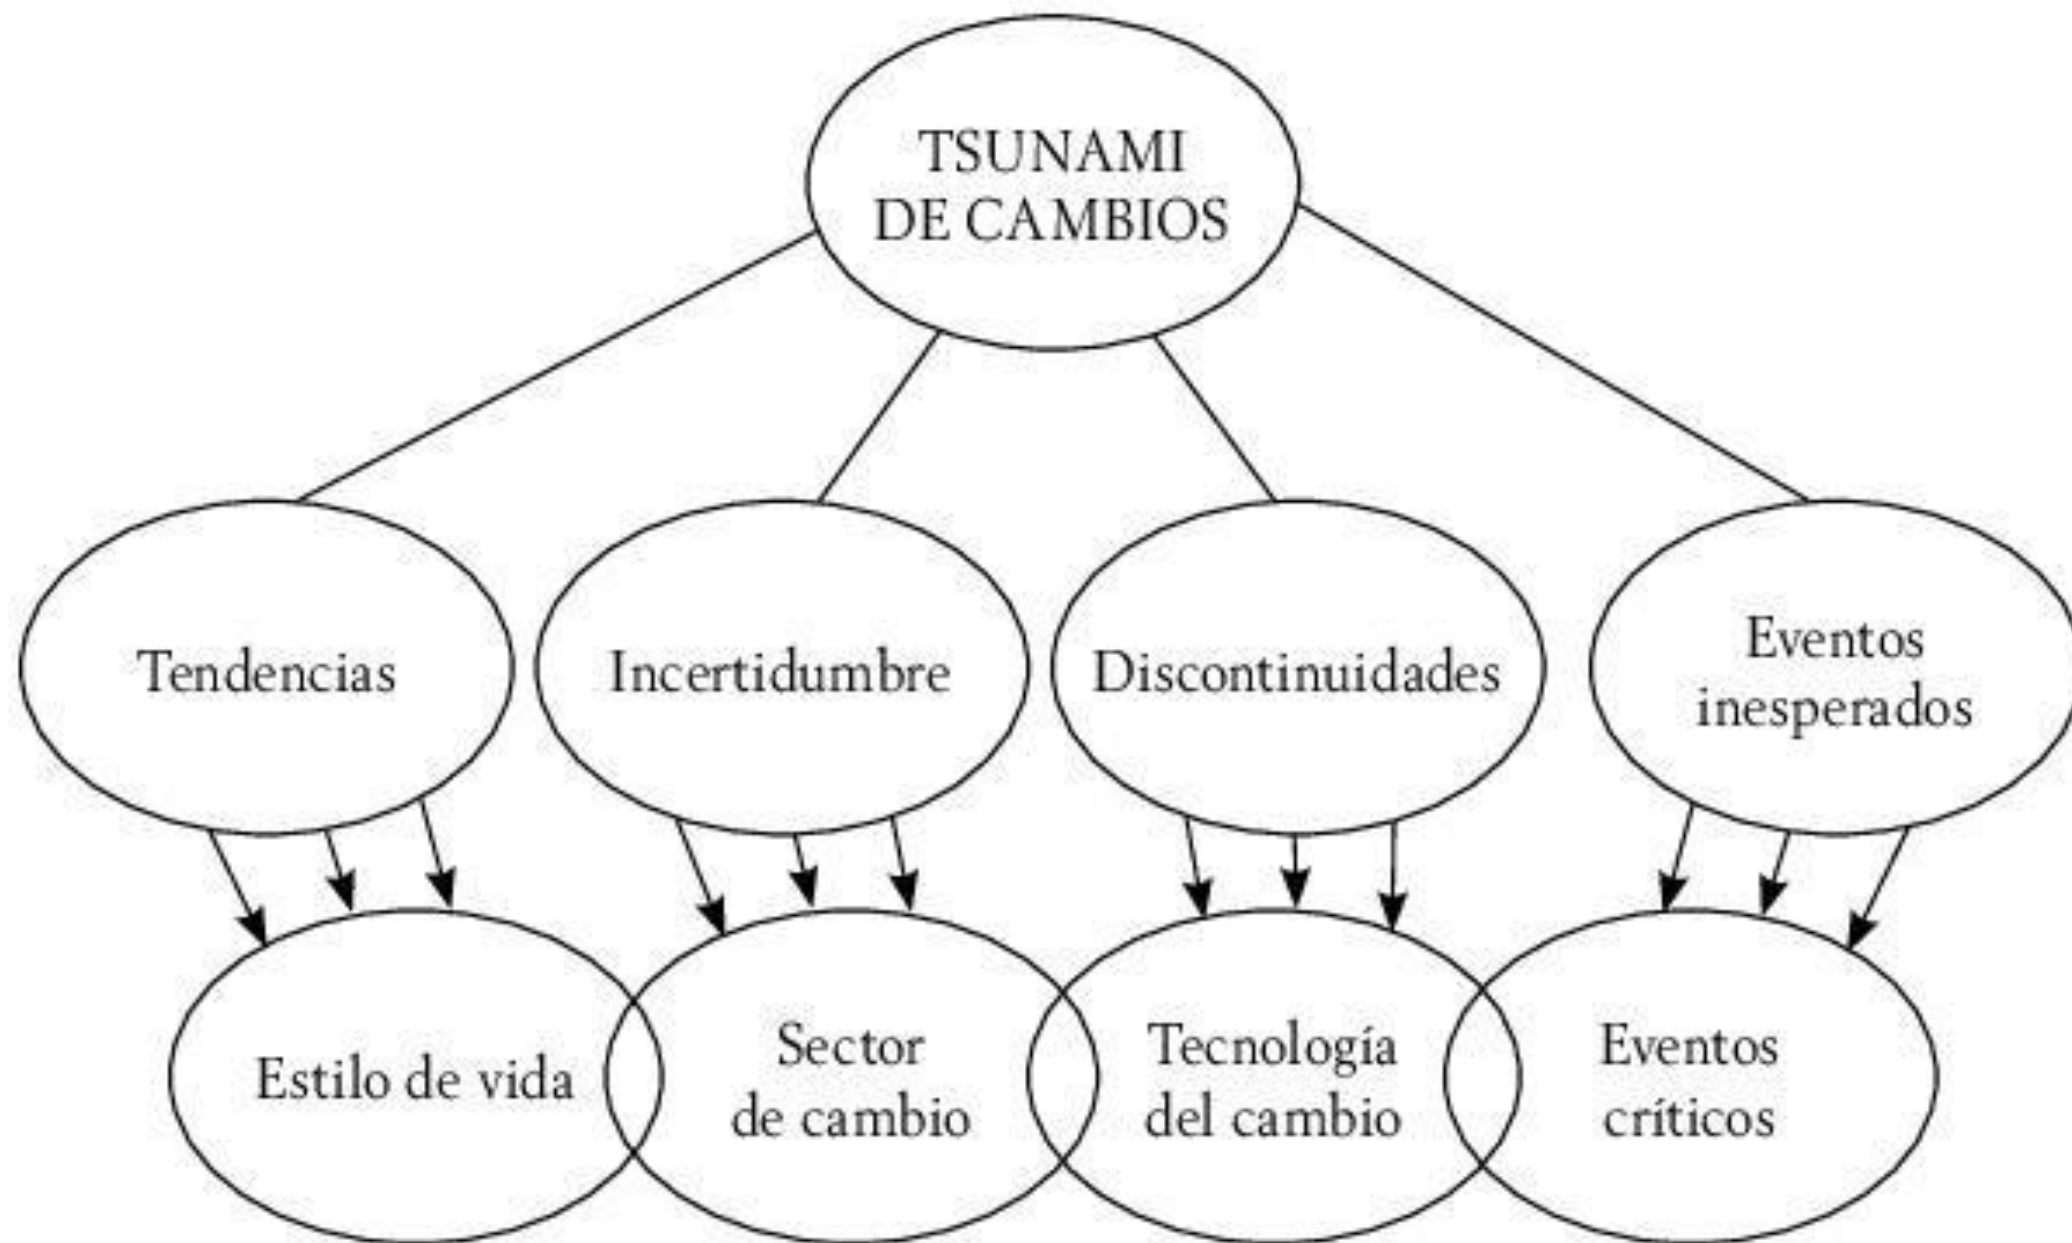 TSUNAMI
DE CAMBIOS
Tendencias
Incertidumbre
Discontinuidades
Eventos
inesperados
Estilo de vida
Sector
de cambio
Tecnología
del cambio
Eventos
críticos